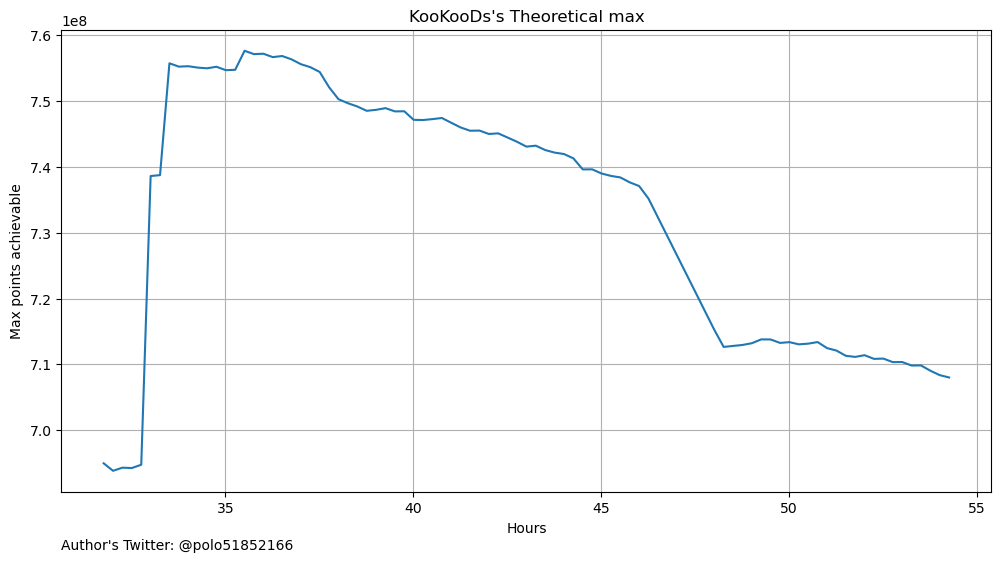 KooKooDs's Theoretical max
1e8
7.6
7.5
7.4
7.3
7.2
7.1
7.0
Max points achievable
35 40 45 50 55
Hours
Author's Twitter: @polo51852166